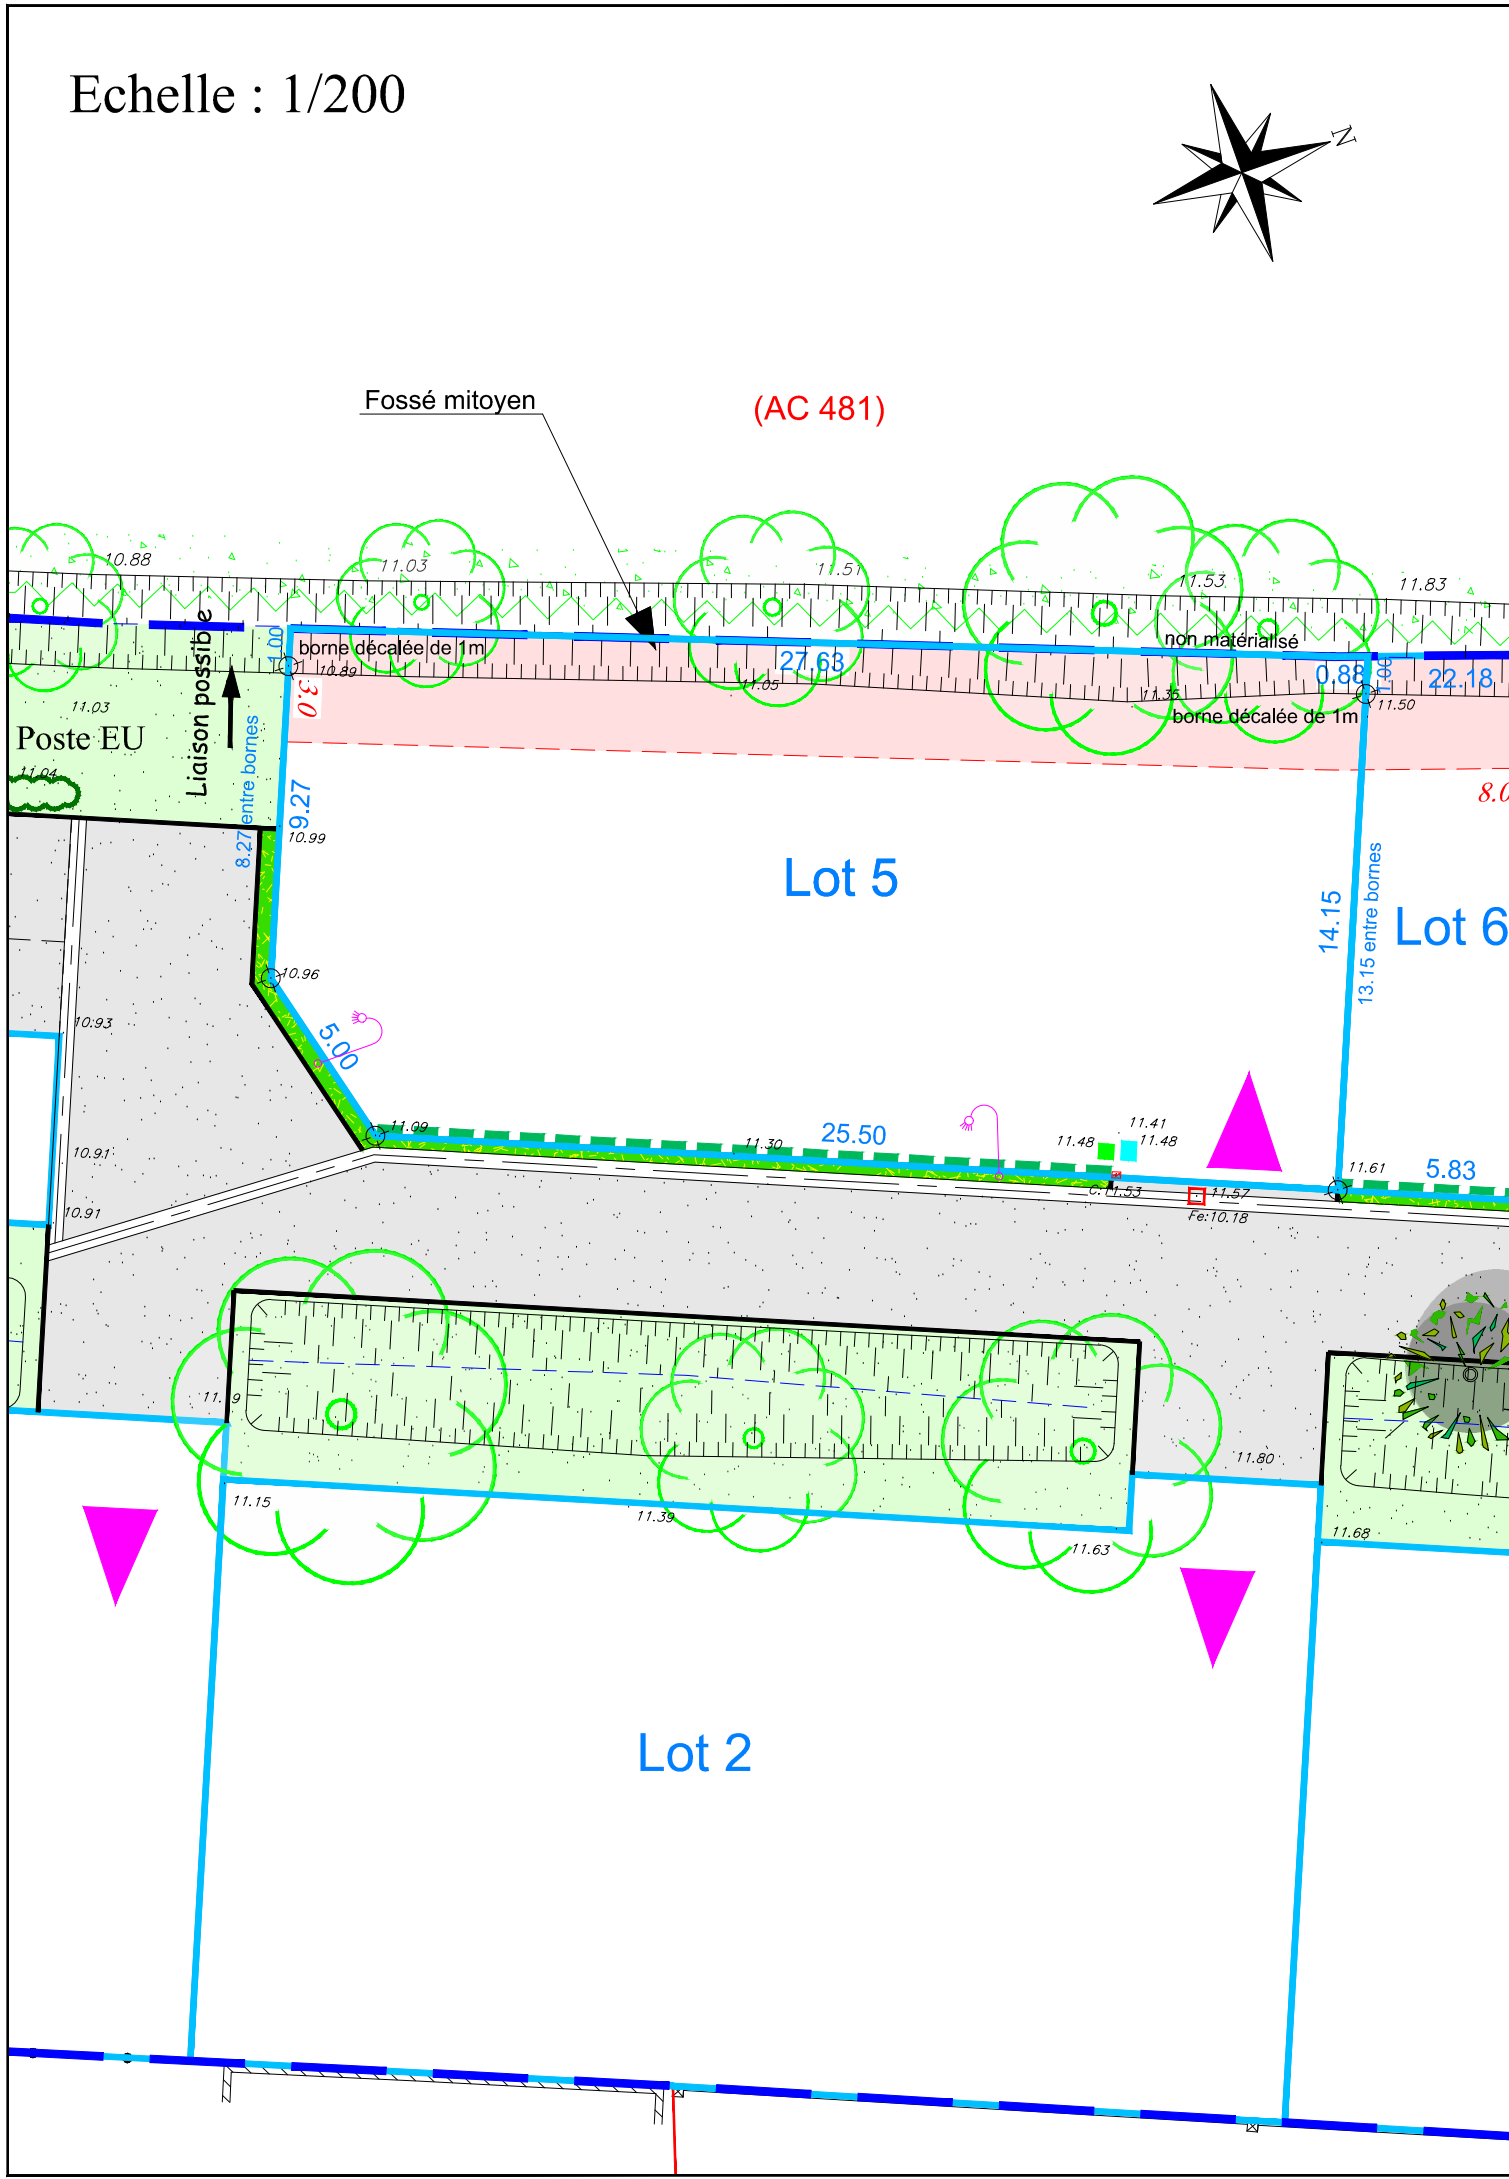 Echelle : 1/200
N
Fossé mitoyen
(AC 481)
10.88
11.03
11.51
11.53
11.83
Liaison possible
1.00
borne décalée de 1m
10.89
3.0
27.63
11.05
non matérialisé
11.35
0.88
1.00
22.18
11.50
borne décalée de 1m
11.03
Poste EU
11.04
8.27 entre bornes
9.27
10.99
8.0
Lot 5
14.15
13.15 entre bornes
Lot 6
10.96
10.93
5.00
11.09
11.30
25.50
11.48
11.41
11.48
11.61
5.83
10.91
10.91
C:11.53
11.57
Fe:10.18
11.80
11.15
11.39
11.63
11.68
Lot 2